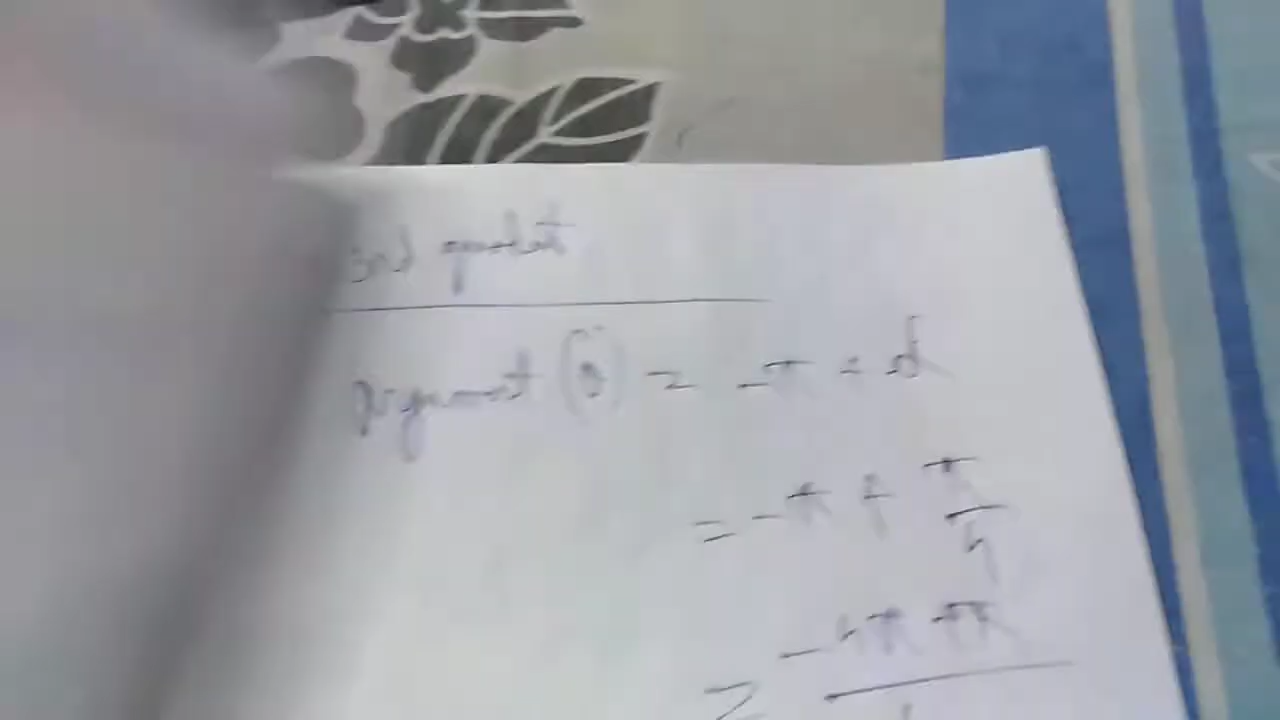 3rd quadrant
argument (θ) = -π + α
= -π + π/4
= -4π + π